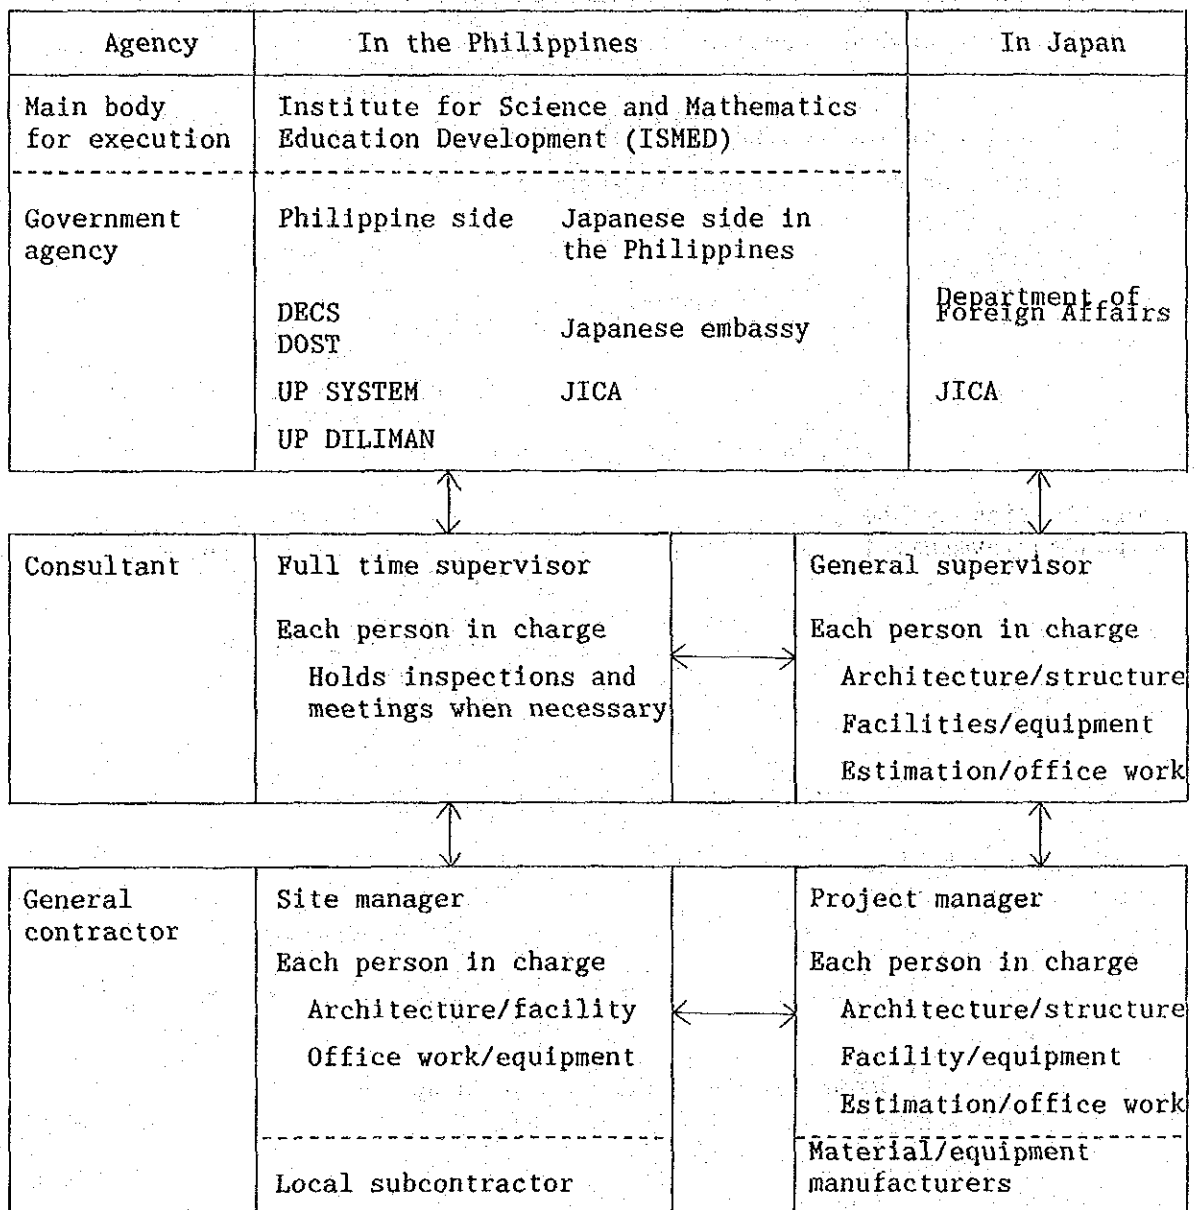 Agency In the Philippines In Japan
Main body
for execution
Institute for Science and Mathematics
Education Development (ISMED)
Government
agency
Philippine side
Japanese side in
the Philippines
DECS
DOST
Japanese embassy
Department of
Foreign Affairs
UP SYSTEM JICA JICA
UP DILIMAN
Consultant
Full time supervisor
Each person in charge
Holds inspections and
meetings when necessary
General supervisor
Each person in charge
Architecture/structure
Facilities/equipment
Estimation/office work
General
contractor
Site manager
Each person in charge
Architecture/facility
Office work/equipment
Local subcontractor
Project manager
Each person in charge
Architecture/structure
Facility/equipment
Estimation/office work
Material/equipment
manufacturers